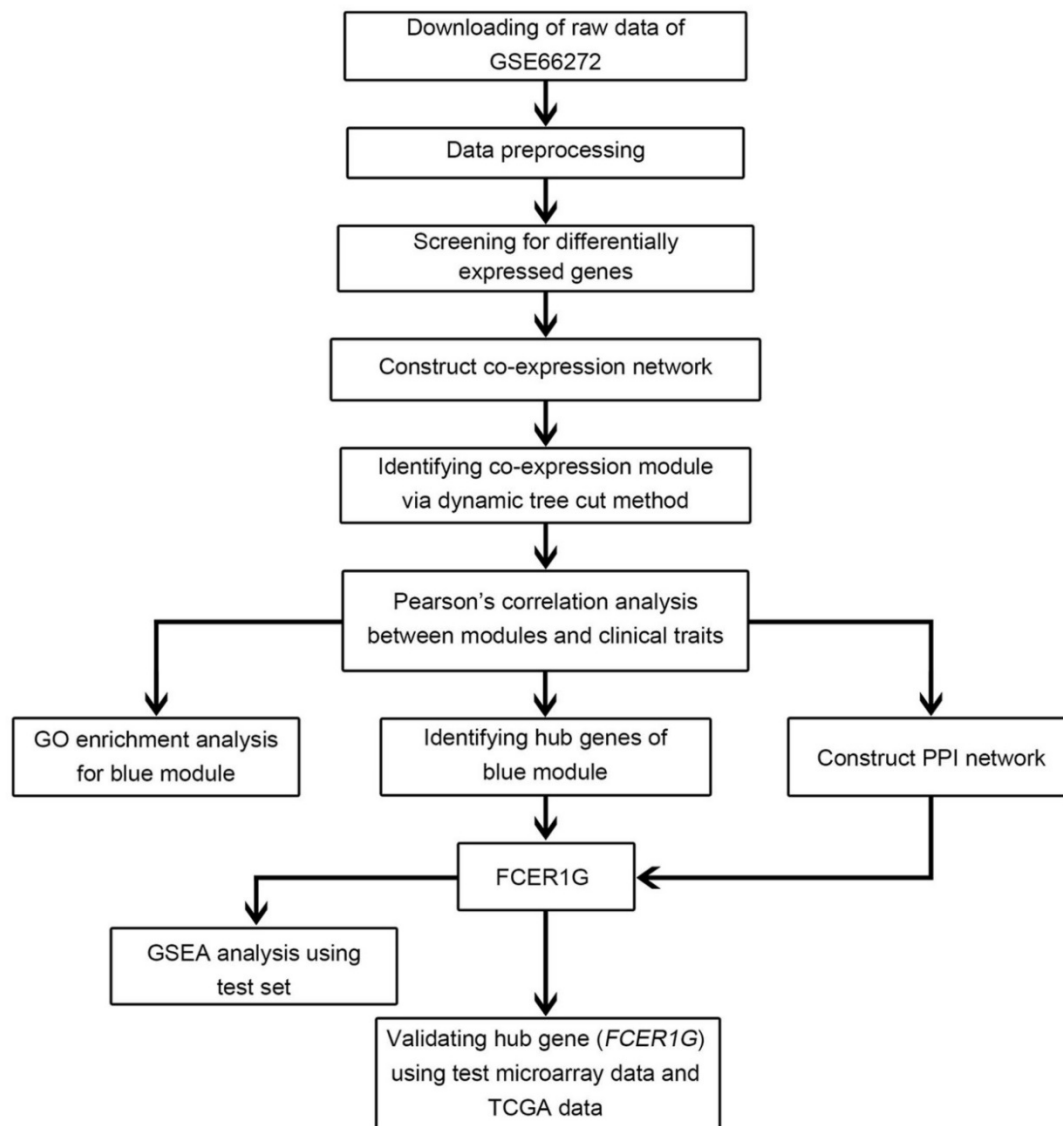 Downloading of raw data of
GSE66272
Data preprocessing
Screening for differentially
expressed genes
Construct co-expression network
Identifying co-expression module
via dynamic tree cut method
Pearson’s correlation analysis
between modules and clinical traits
GO enrichment analysis
for blue module
Identifying hub genes of
blue module
Construct PPI network
FCER1G
GSEA analysis using
test set
Validating hub gene (FCER1G)
using test microarray data and
TCGA data